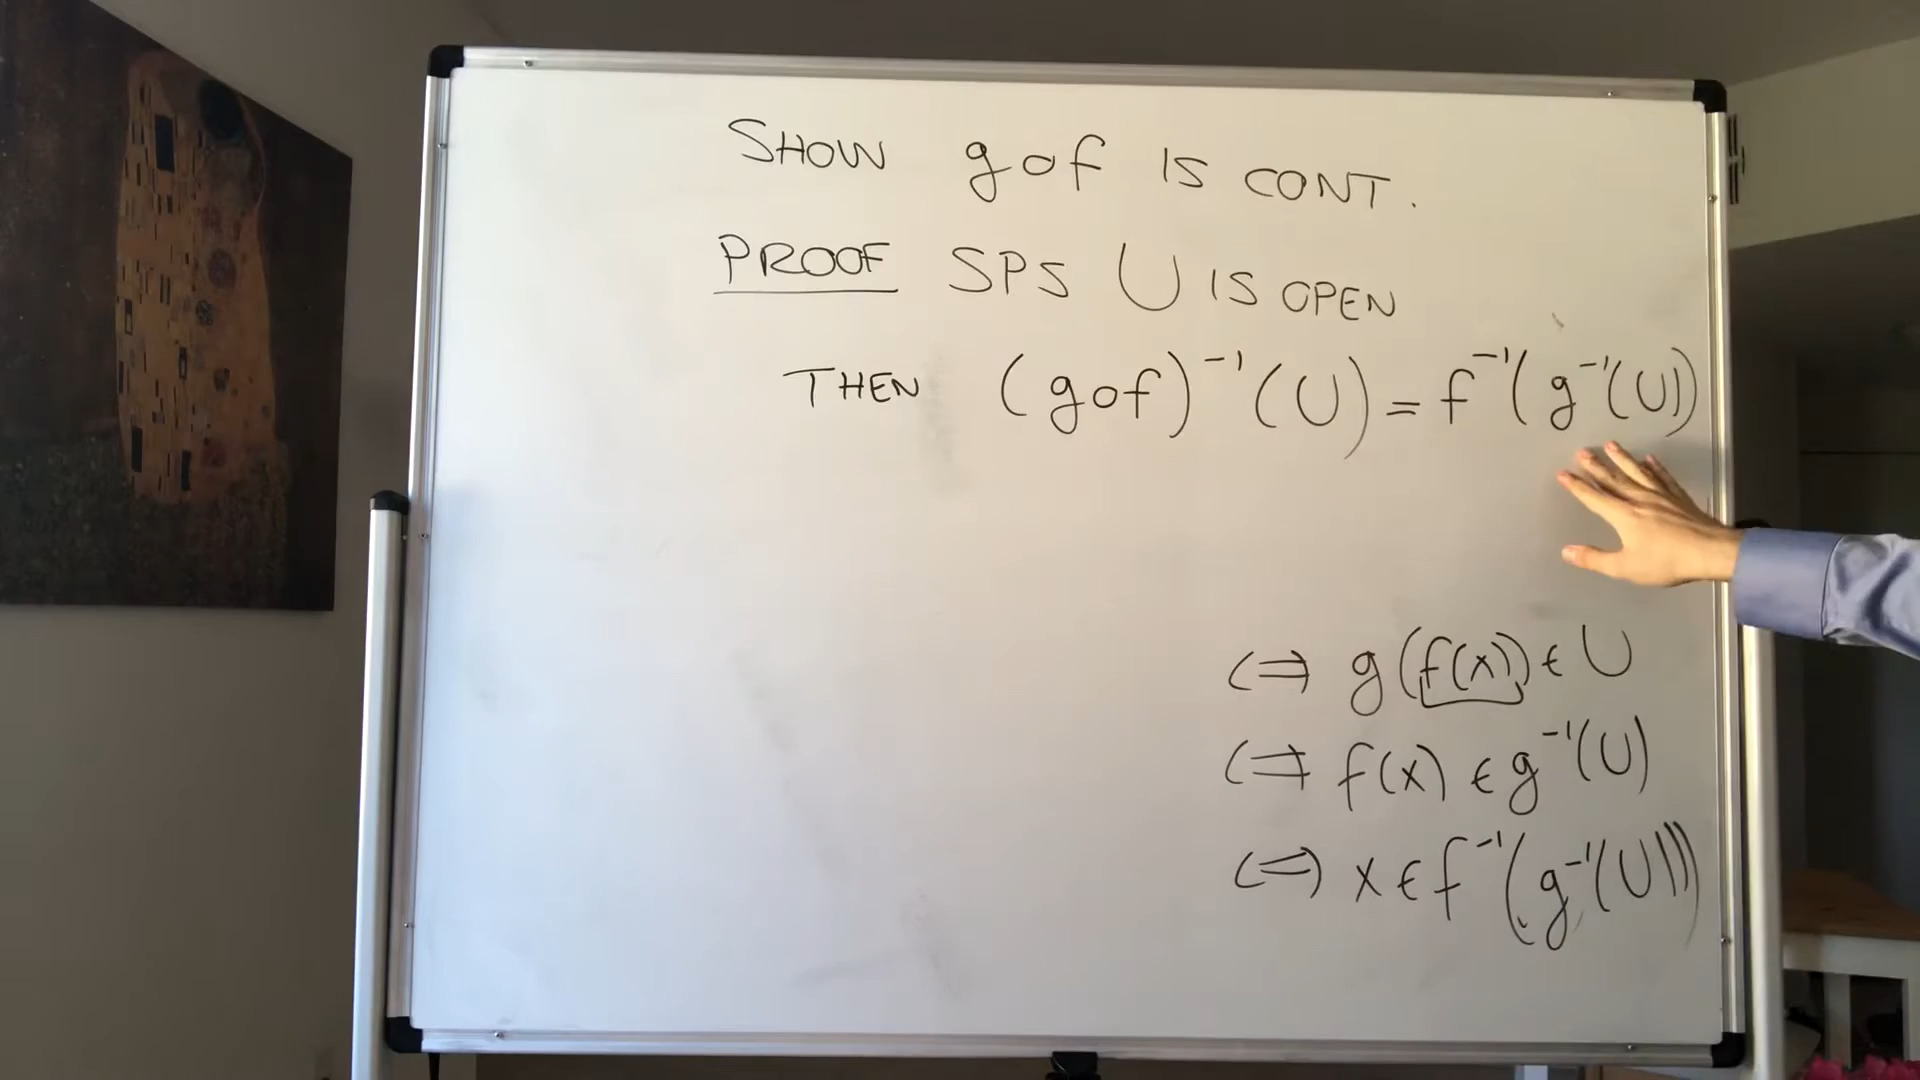 SHOW g∘f IS CONT.
PROOF SPS U IS OPEN
THEN (g∘f)⁻¹(U) = f⁻¹(g⁻¹(U))
⇔ g(f(x)) ∈ U
⇔ f(x) ∈ g⁻¹(U)
⇔ x ∈ f⁻¹(g⁻¹(U))